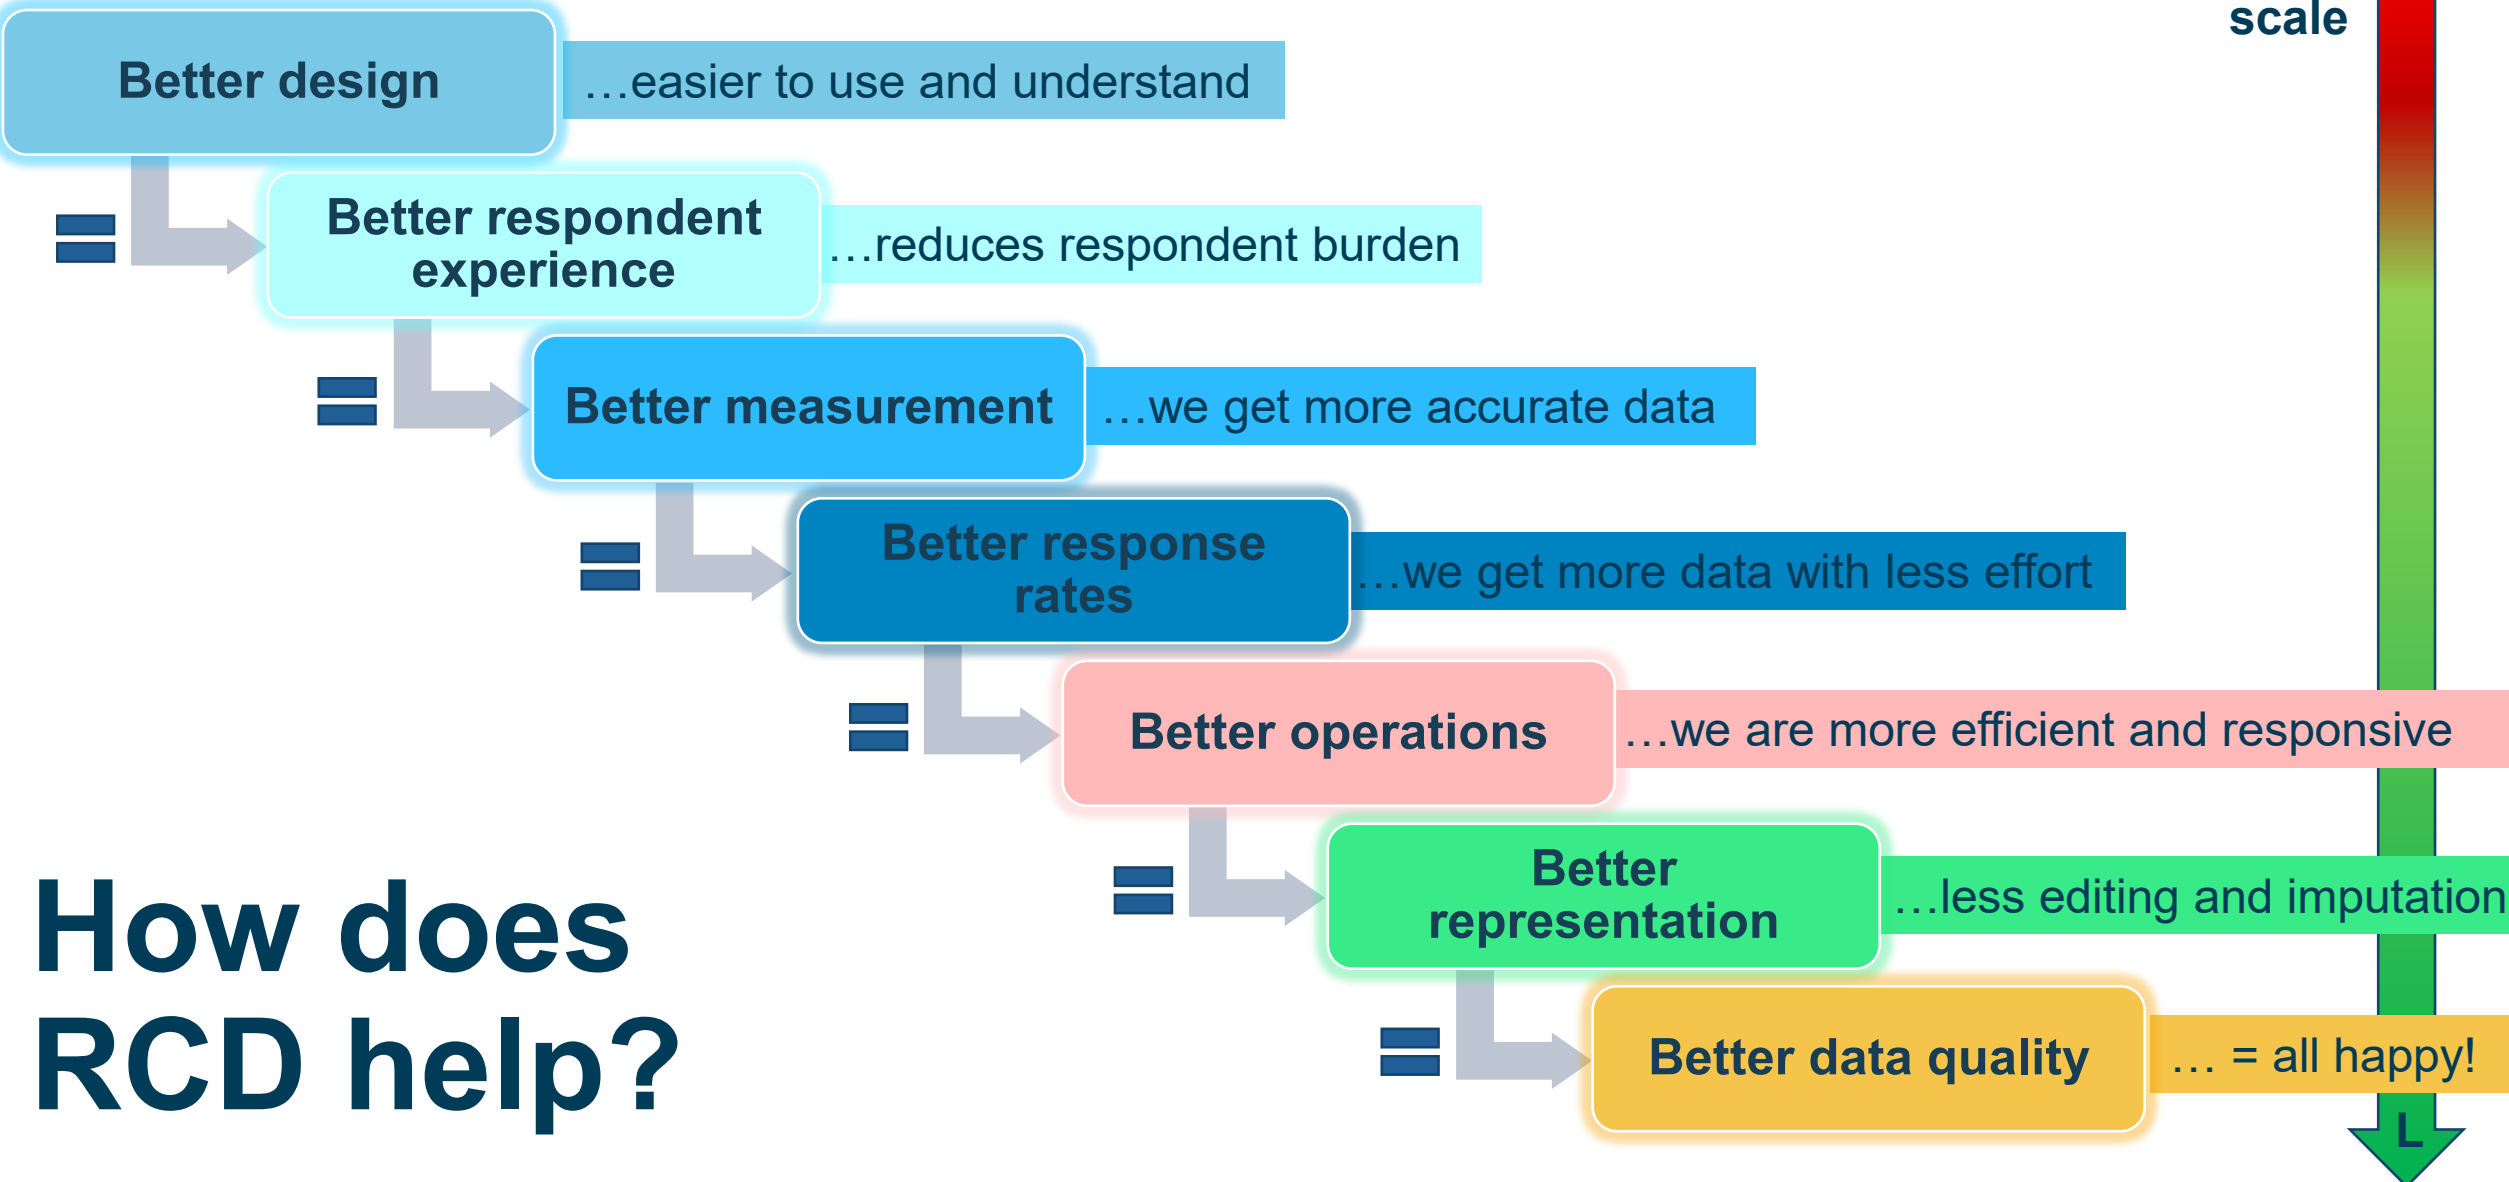 scale
Better design
…easier to use and understand
Better respondent
experience
…reduces respondent burden
Better measurement
…we get more accurate data
Better response
rates
…we get more data with less effort
Better operations
…we are more efficient and responsive
Better
representation
…less editing and imputation
Better data quality
… = all happy!
L
How does
RCD help?